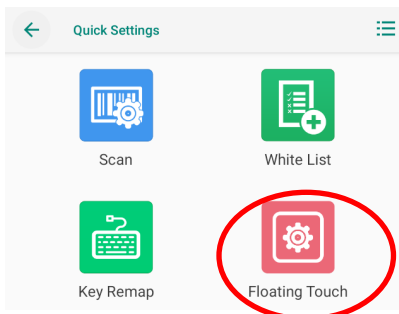 Quick Settings
Scan
White List
Key Remap
Floating Touch